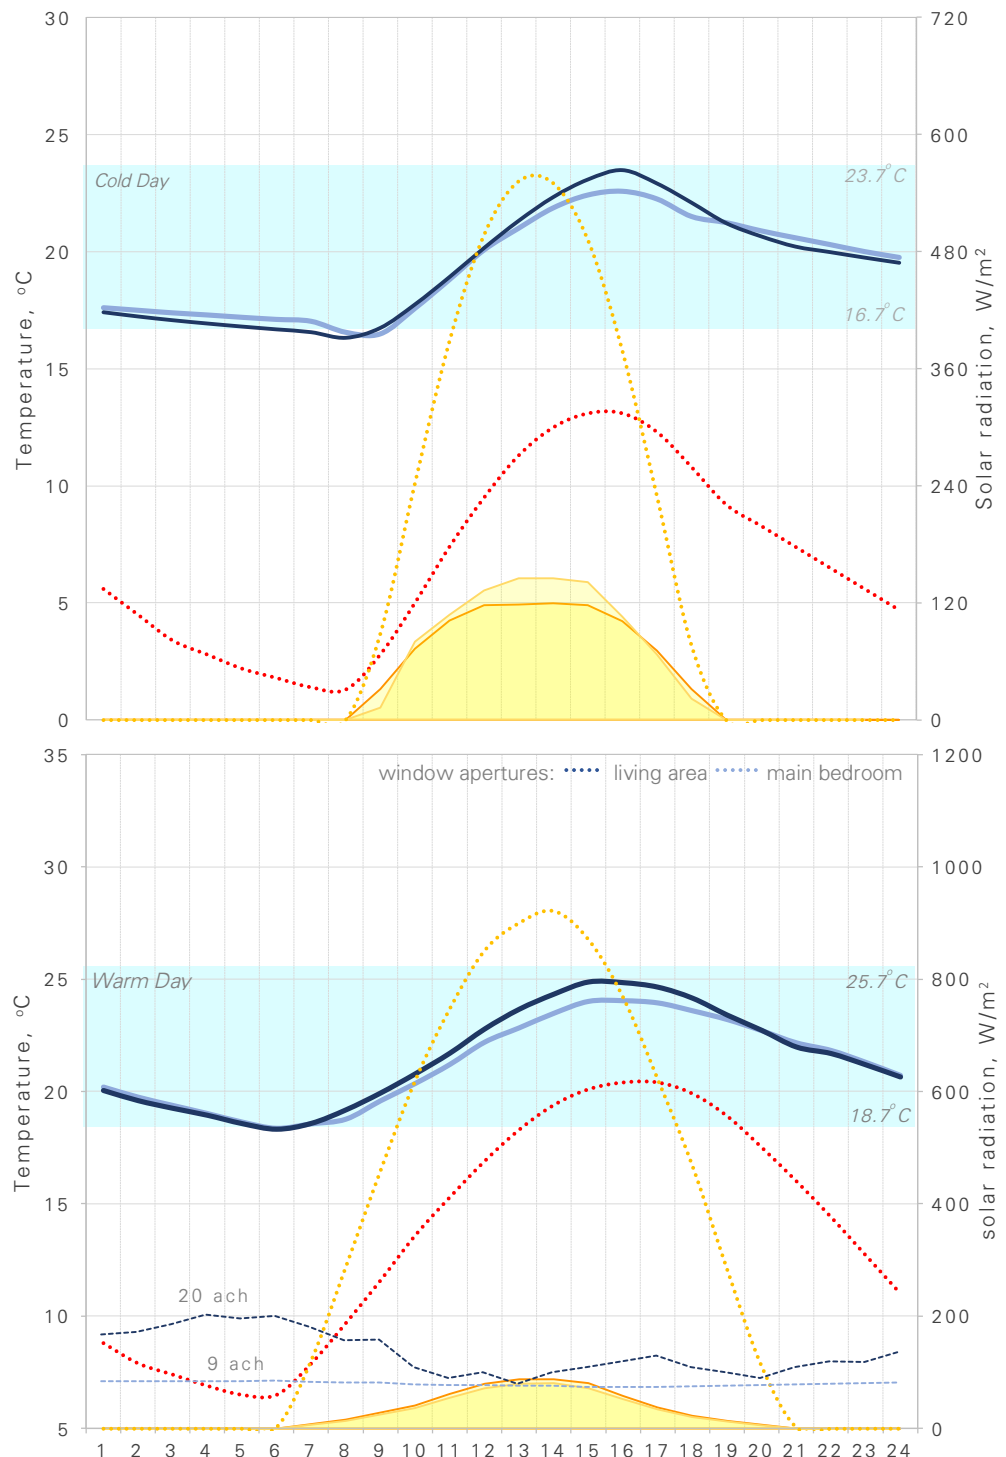 30
720
25
600
Cold Day
23.7°C
20
480
16.7°C
15
360
10
240
5
120
0
0
Temperature, °C
Solar radiation, W/m²
35
1200
window apertures: living area main bedroom
30
1000
Warm Day
25.7°C
25
800
20
600
18.7°C
15
400
20 ach
10
200
9 ach
5
0
Temperature, °C
solar radiation, W/m²
1 2 3 4 5 6 7 8 9 10 11 12 13 14 15 16 17 18 19 20 21 22 23 24